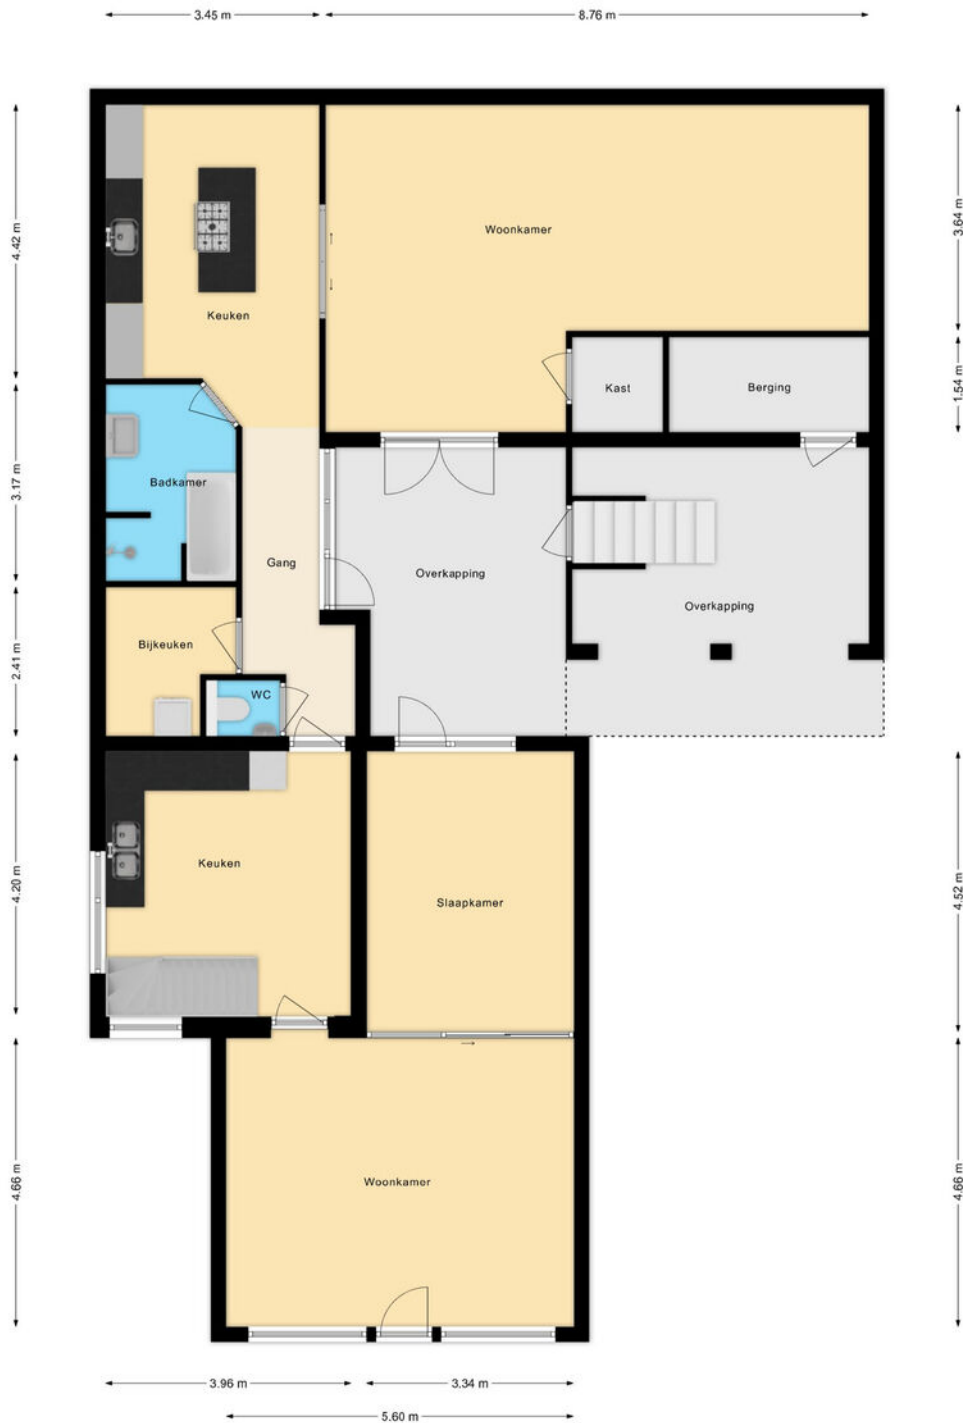 3.45 m
8.76 m
4.42 m
3.64 m
Woonkamer
Keuken
1.54 m
Kast
Berging
3.17 m
Badkamer
Gang
Overkapping
Overkapping
2.41 m
Bijkeuken
WC
4.20 m
Keuken
Slaapkamer
4.52 m
4.66 m
Woonkamer
4.66 m
3.96 m
3.34 m
5.60 m